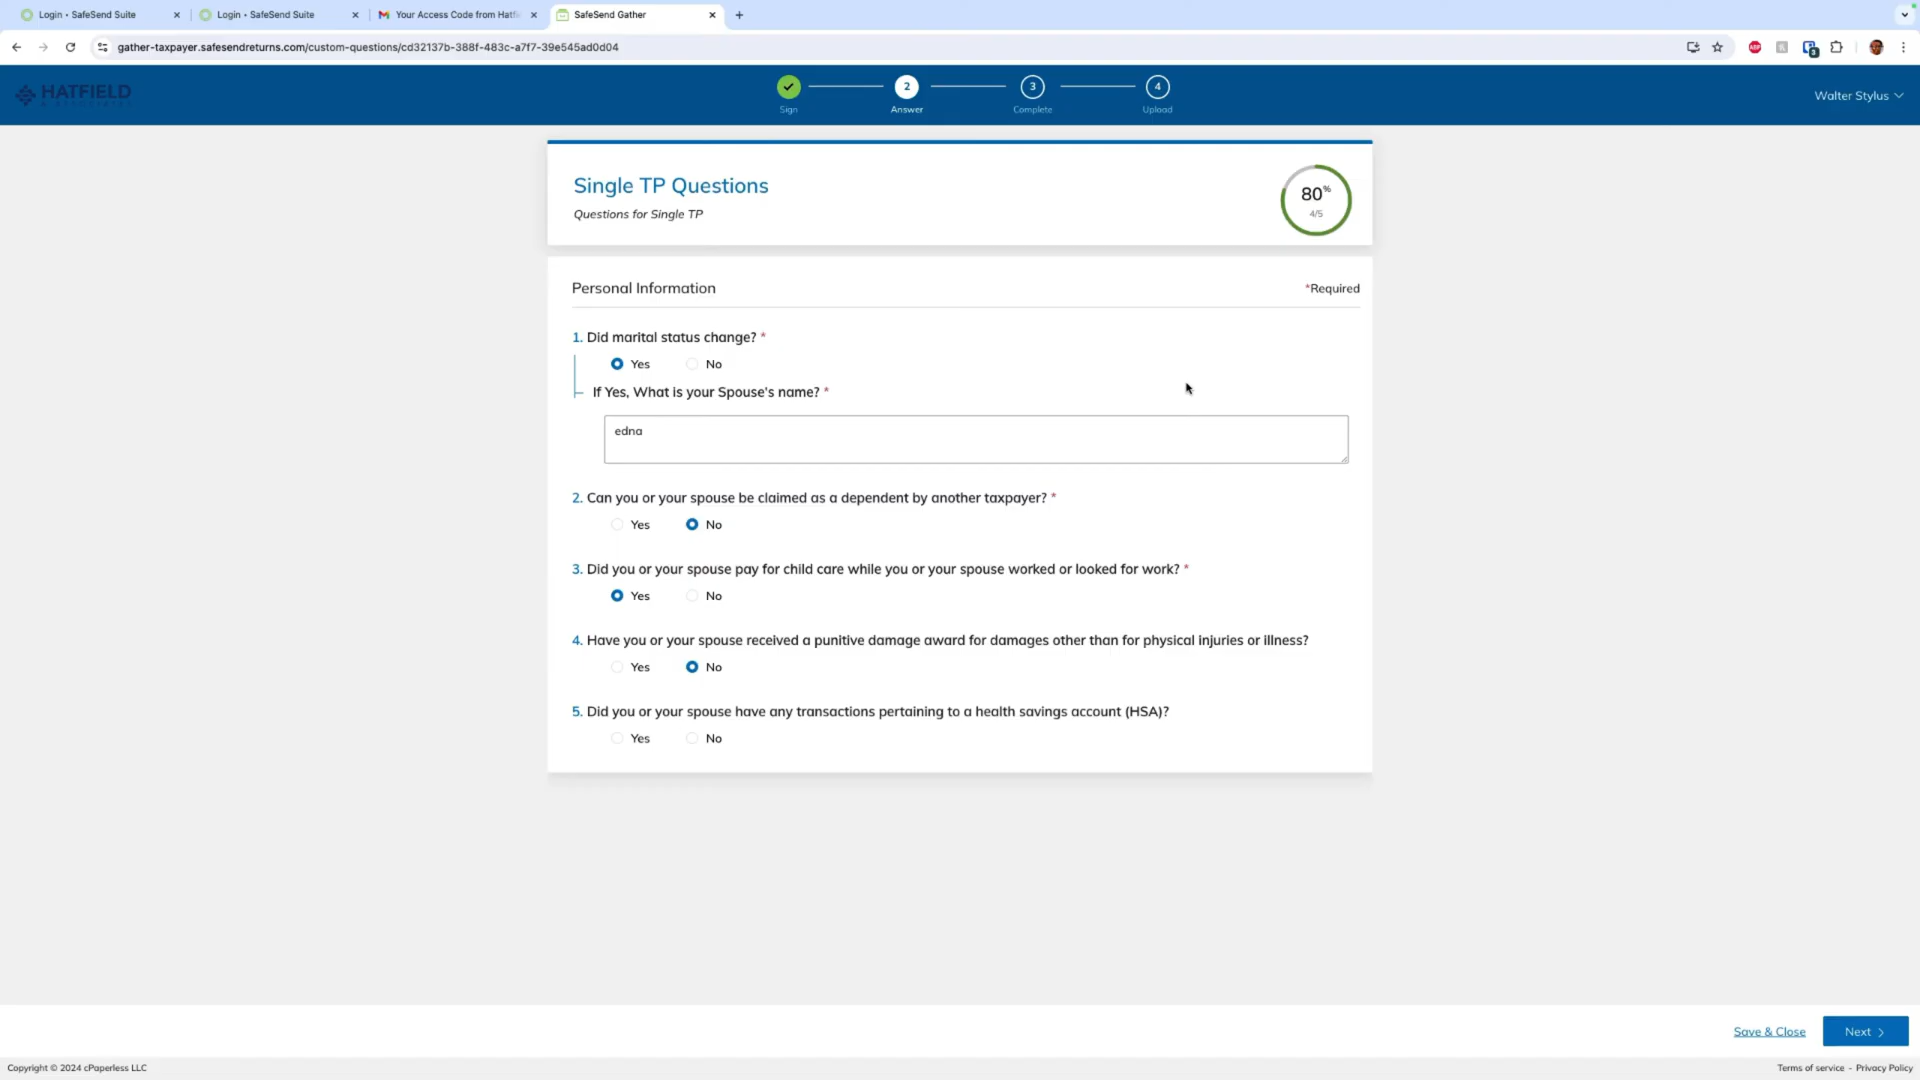 Login • SafeSend Suite
Login • SafeSend Suite
Your Access Code from Hatfi
SafeSend Gather
gather-taxpayer.safesendreturns.com/custom-questions/cd32137b-388f-483c-a7f7-39e545ad0d04
HATFIELD
2
3
4
Sign
Answer
Complete
Upload
Walter Stylus
Single TP Questions
Questions for Single TP
80%
4/5
Personal Information
*Required
1. Did marital status change? *
Yes
No
If Yes, What is your Spouse's name? *
edna
2. Can you or your spouse be claimed as a dependent by another taxpayer? *
Yes
No
3. Did you or your spouse pay for child care while you or your spouse worked or looked for work? *
Yes
No
4. Have you or your spouse received a punitive damage award for damages other than for physical injuries or illness?
Yes
No
5. Did you or your spouse have any transactions pertaining to a health savings account (HSA)?
Yes
No
Save & Close
Next
Copyright © 2024 cPaperless LLC
Terms of service - Privacy Policy